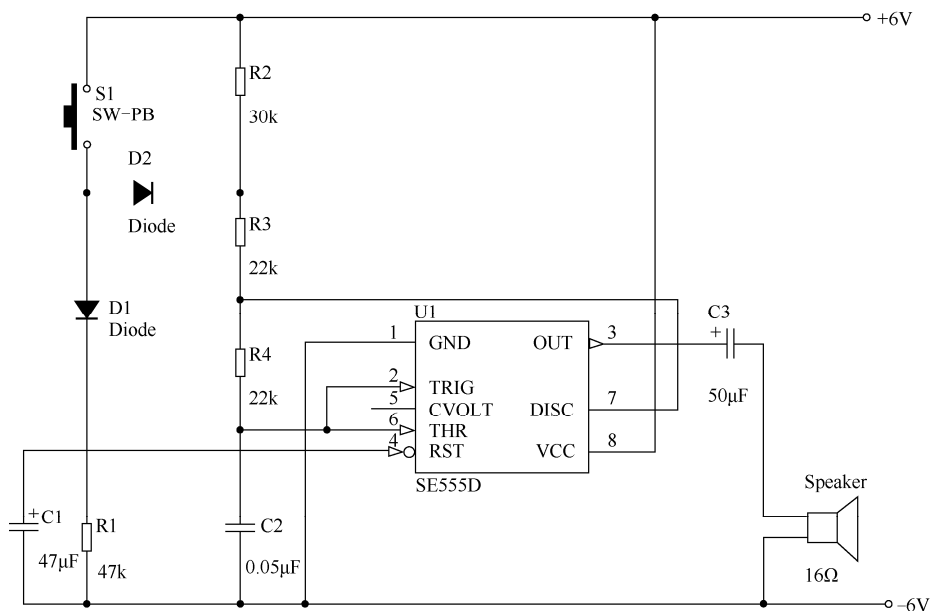 +6V
S1
SW−PB
R2
30k
D2
Diode
R3
22k
D1
Diode
U1
1
GND
OUT
3
C3
+
50μF
R4
22k
2
TRIG
5
CVOLT
DISC
7
6
THR
4
RST
VCC
8
SE555D
Speaker
16Ω
+
C1
47μF
R1
47k
C2
0.05μF
−6V